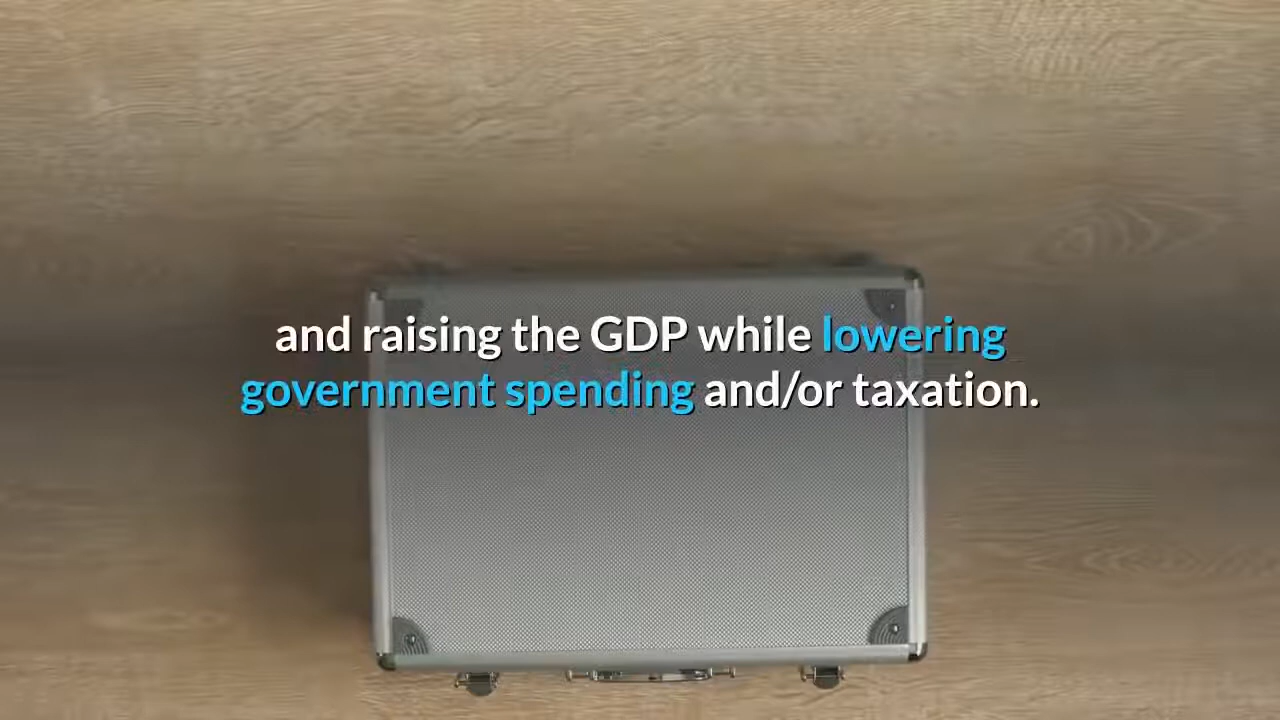 and raising the GDP while lowering
government spending and/or taxation.